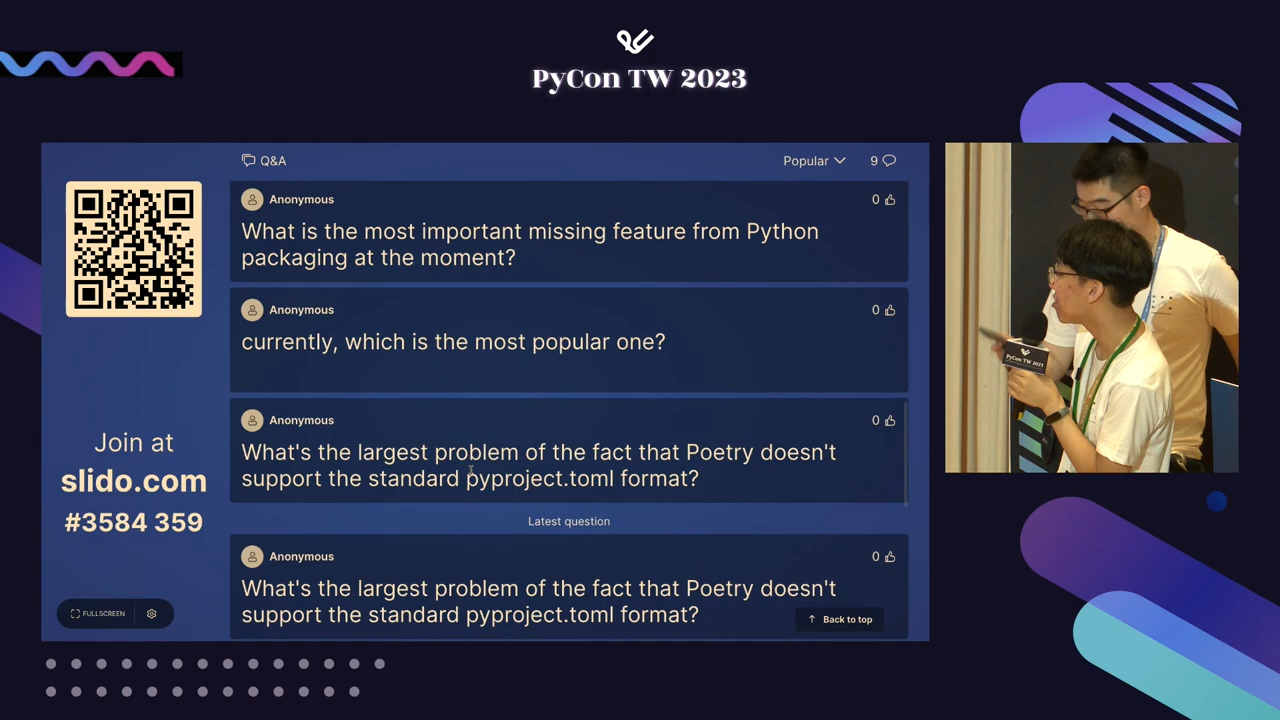 PyCon TW 2023
Q&A
Popular
9
Anonymous
0
What is the most important missing feature from Python
packaging at the moment?
Anonymous
0
currently, which is the most popular one?
Anonymous
0
What's the largest problem of the fact that Poetry doesn't
support the standard pyproject.toml format?
Latest question
Anonymous
0
What's the largest problem of the fact that Poetry doesn't
support the standard pyproject.toml format?
Back to top
Join at
slido.com
#3584 359
FULLSCREEN
PyCon TW 2023